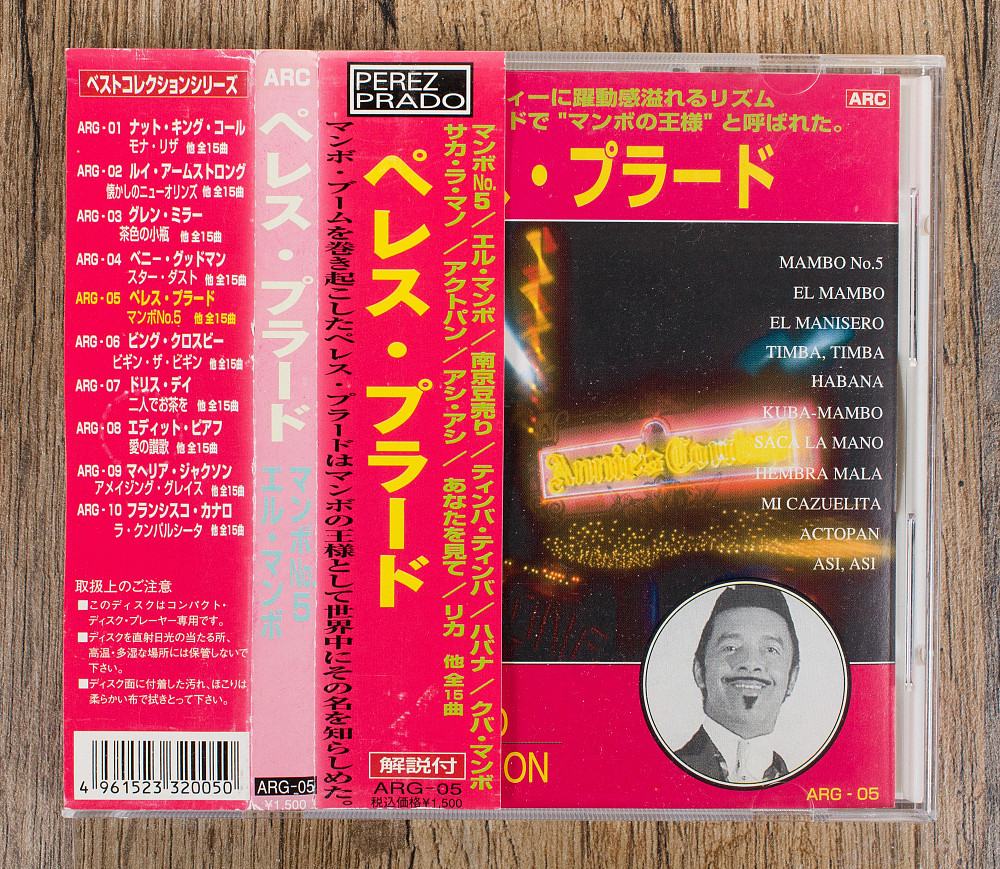 ベストコレクションシリーズ
ARG - 01 ナット・キング・コール
モナ・リザ 他 全15曲
ARG - 02 ルイ・アームストロング
懐かしのニューオリンズ 他 全15曲
ARG - 03 グレン・ミラー
茶色の小瓶 他 全15曲
ARG - 04 ベニー・グッドマン
スター・ダスト 他 全15曲
ARG - 05 ペレス・プラード
マンボNo.5 他 全15曲
ARG - 06 ビング・クロスビー
ビギン・ザ・ビギン 他 全15曲
ARG - 07 ドリス・デイ
二人でお茶を 他 全15曲
ARG - 08 エディット・ピアフ
愛の讃歌 他 全15曲
ARG - 09 マヘリア・ジャクソン
アメイジング・グレイス 他 全15曲
ARG - 10 フランシスコ・カナロ
ラ・クンパルシータ 他 全15曲
取扱上のご注意
■このディスクはコンパクト・
ディスク・プレーヤー専用です。
■ディスクを直射日光の当たる所、
高温・多湿な場所には保管しないで
下さい。
■ディスク面に付着した汚れ、ほこりは
柔らかい布で拭きとって下さい。
4 961523 320050
ARC
ペレス・プラード
マンボNo.5
エル・マンボ
ARG-05
¥1,500
PEREZ
PRADO
マンボNo.5／エル・マンボ／南京豆売り／ティンバ・ティンバ／ハバナ／クバ・マンボ
サカ・ラ・マノ／アクトパン／アシ・アシ／あなたを見て／リカ 他 全15曲
ペレス・プラード
マンボ・ブームを巻き起こしたペレス・プラードはマンボの王様として世界中にその名を知らしめた。
解説付
ARG-05
税込価格¥1,500
ィーに躍動感溢れるリズム
ドで "マンボの王様" と呼ばれた。
ARC
・プラード
MAMBO No.5
EL MAMBO
EL MANISERO
TIMBA, TIMBA
HABANA
KUBA-MAMBO
SACA LA MANO
HEMBRA MALA
MI CAZUELITA
ACTOPAN
ASI, ASI
Annie's
ON
ARG - 05